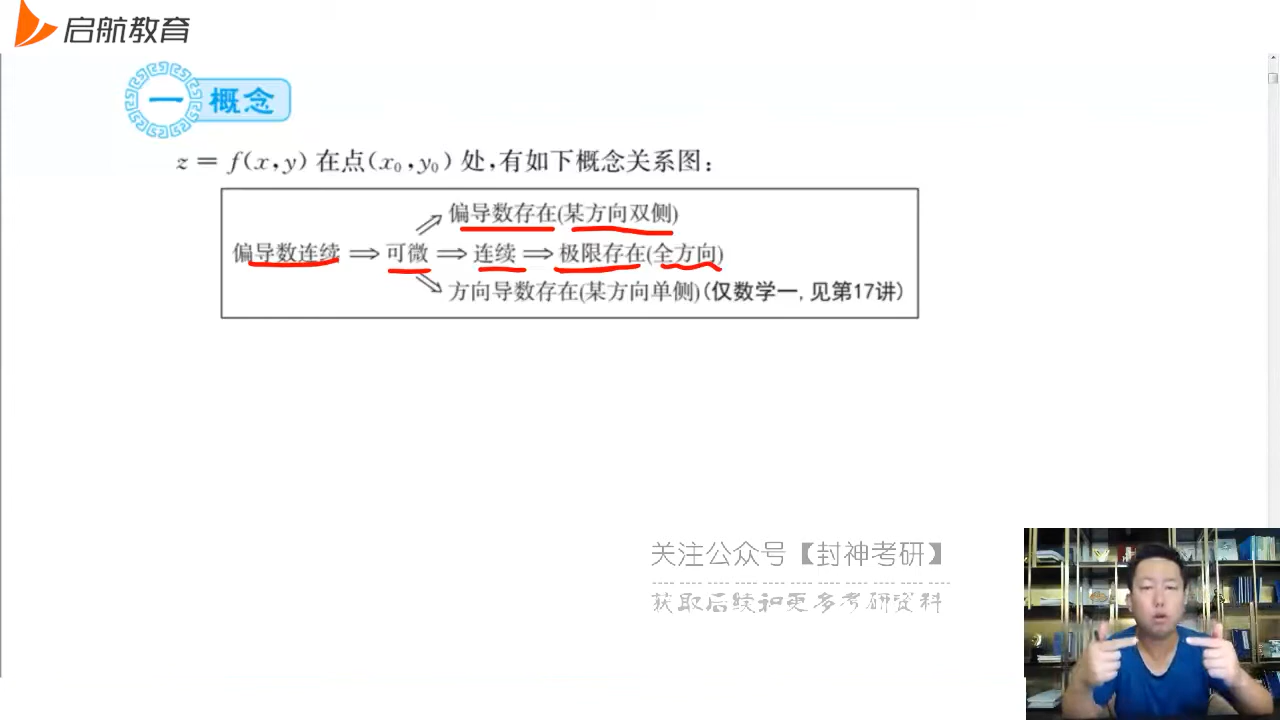 启航教育
一 概念
z = f(x,y) 在点(x₀,y₀) 处,有如下概念关系图:
偏导数存在(某方向双侧)
偏导数连续 ⟹ 可微 ⟹ 连续 ⟹ 极限存在(全方向)
方向导数存在(某方向单侧)(仅数学一, 见第17讲)
关注公众号【封神考研】
获取后续和更多考研资料